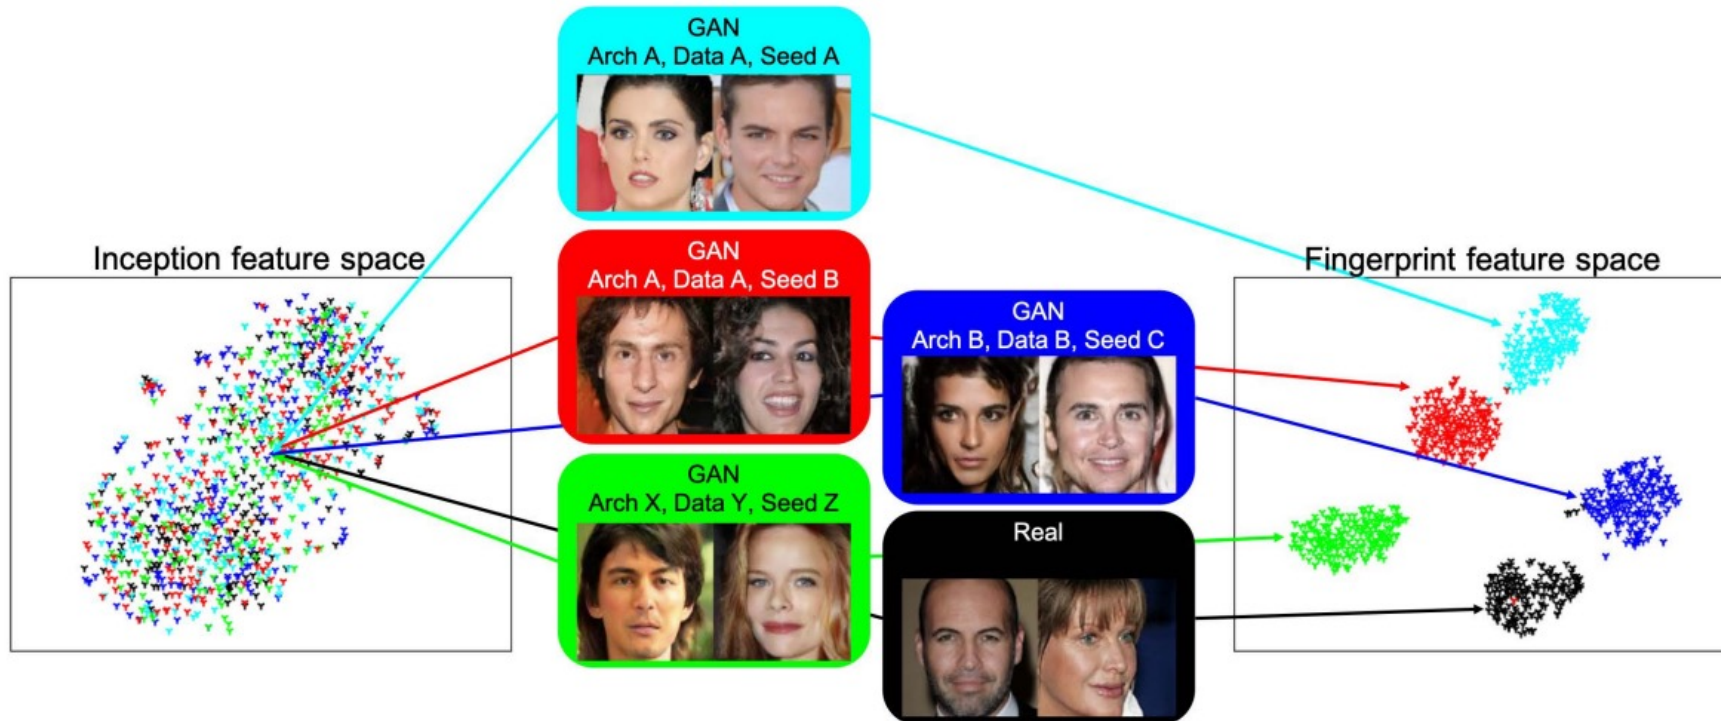 GAN
Arch A, Data A, Seed A
Inception feature space
GAN
Arch A, Data A, Seed B
GAN
Arch B, Data B, Seed C
Fingerprint feature space
GAN
Arch X, Data Y, Seed Z
Real